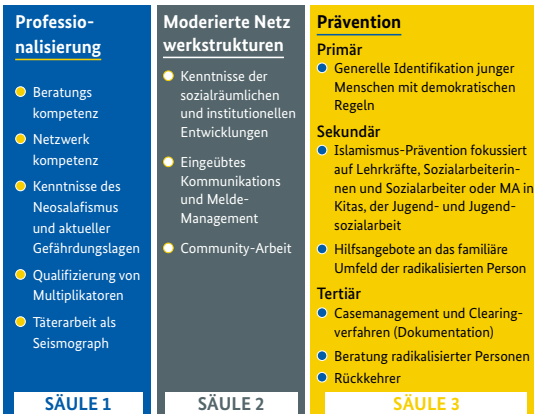 Professio-
nalisierung
Beratungs
kompetenz
Netzwerk
kompetenz
Kenntnisse des
Neosalafismus
und aktueller
Gefährdungslagen
Qualifizierung von
Multiplikatoren
Täterarbeit als
Seismograph
SÄULE 1
Moderierte Netz
werkstrukturen
Kenntnisse der
sozialräumlichen
und institutionellen
Entwicklungen
Eingeübtes
Kommunikations
und Melde-
Management
Community-Arbeit
SÄULE 2
Prävention
Primär
Generelle Identifikation junger
Menschen mit demokratischen
Regeln
Sekundär
Islamismus-Prävention fokussiert
auf Lehrkräfte, Sozialarbeiterin-
nen und Sozialarbeiter oder MA in
Kitas, der Jugend- und Jugend-
sozialarbeit
Hilfsangebote an das familiäre
Umfeld der radikalisierten Person
Tertiär
Casemanagement und Clearing-
verfahren (Dokumentation)
Beratung radikalisierter Personen
Rückkehrer
SÄULE 3